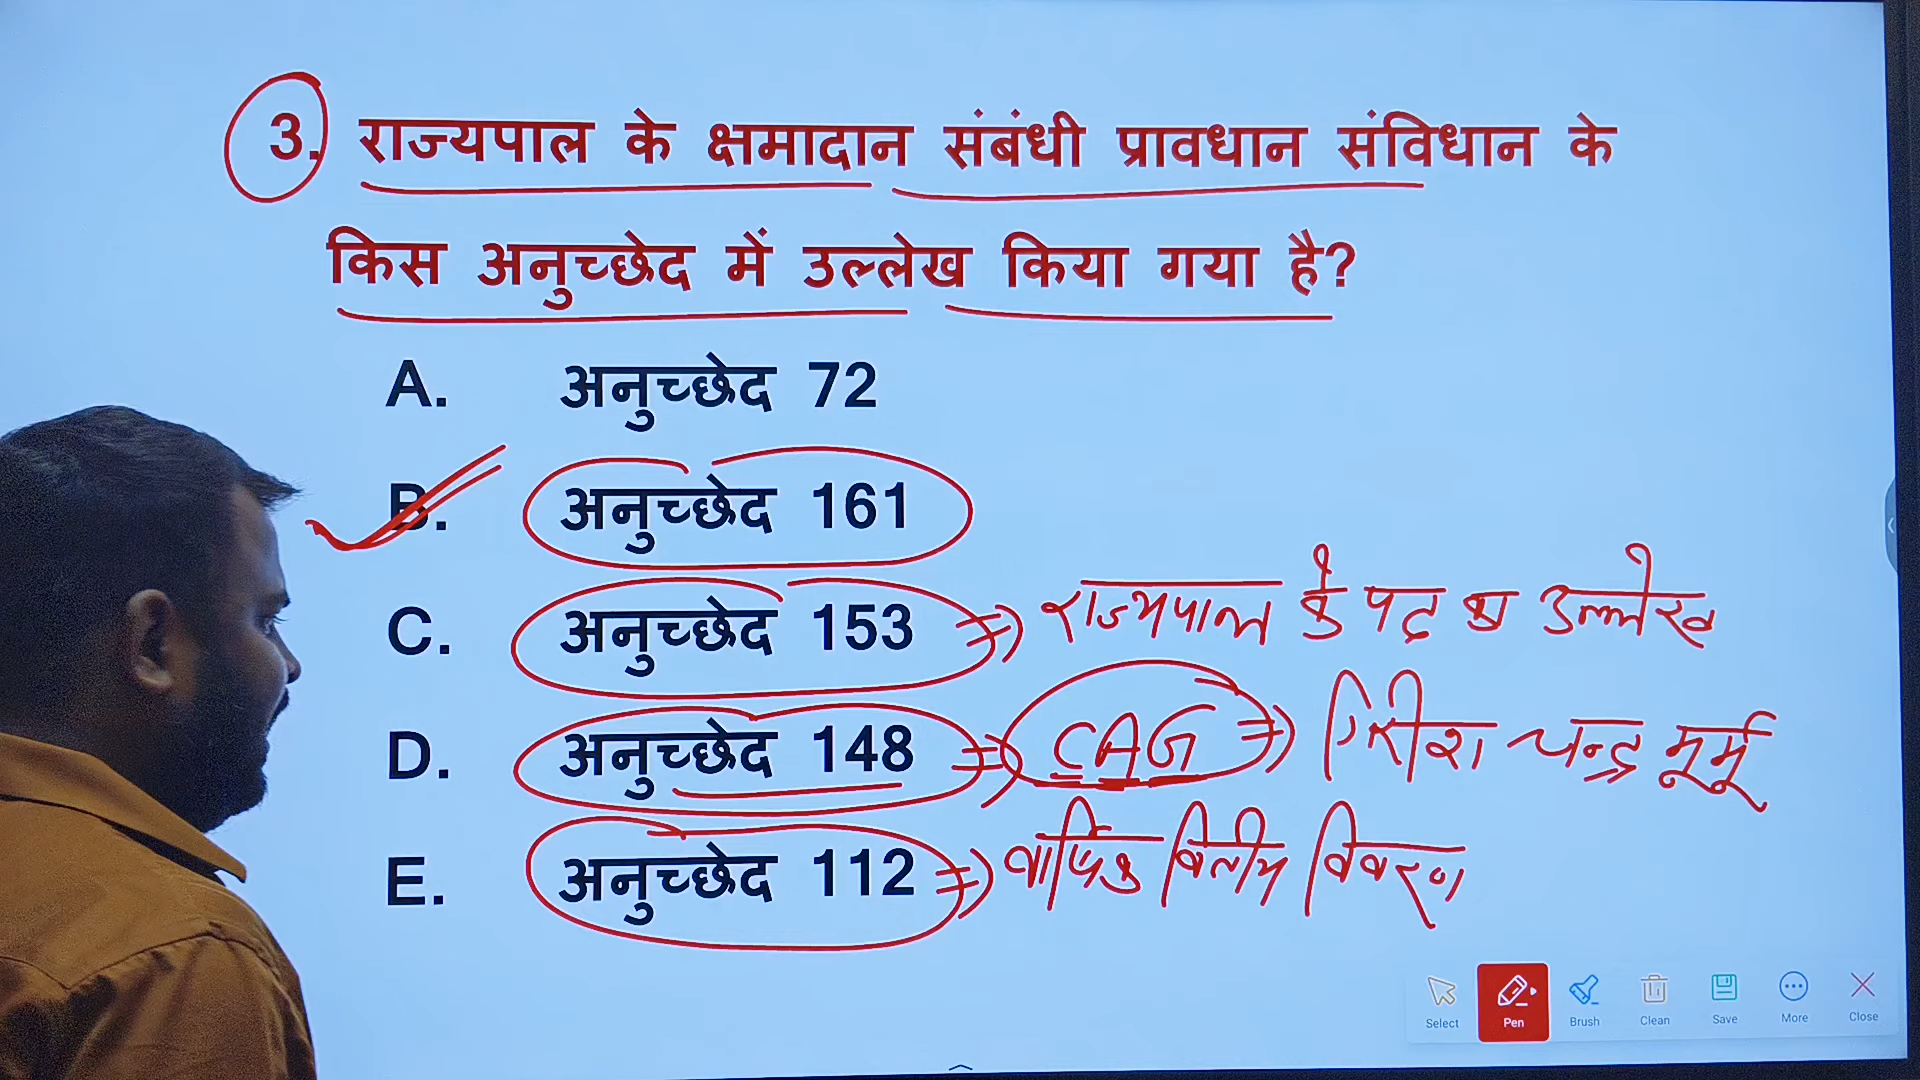 3. राज्यपाल के क्षमादान संबंधी प्रावधान संविधान के
किस अनुच्छेद में उल्लेख किया गया है?
A. अनुच्छेद 72
B. अनुच्छेद 161
C. अनुच्छेद 153 => राज्यपाल के पद का उल्लेख
D. अनुच्छेद 148 => CAG => गिरीश चन्द्र मूर्मू
E. अनुच्छेद 112 => वार्षिक वित्तीय विवरण
Select Pen Brush Clean Save More Close